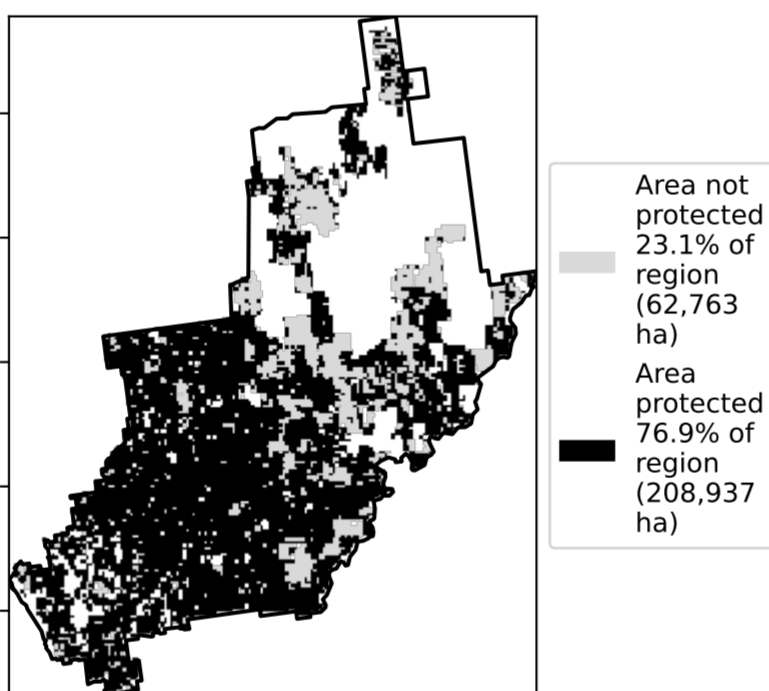 Area not
protected
23.1% of
region
(62,763
ha)
Area
protected
76.9% of
region
(208,937
ha)